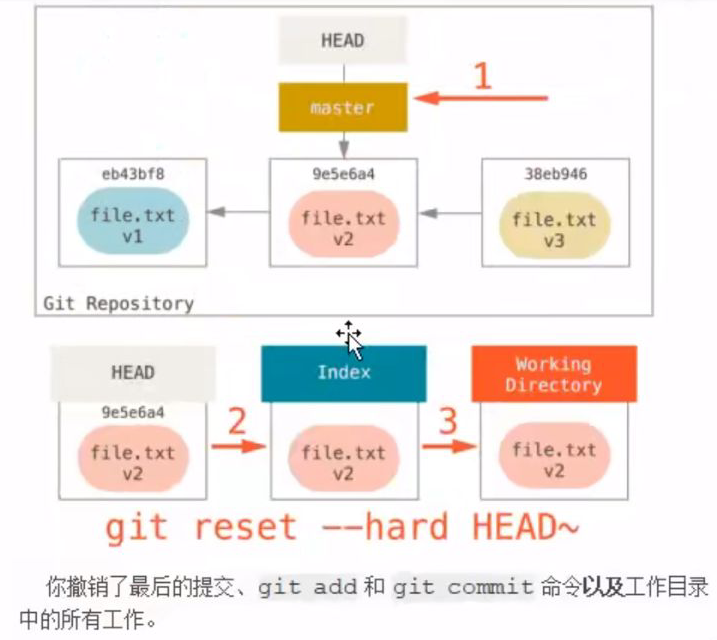 HEAD
1
master
eb43bf8
9e5e6a4
38eb946
file.txt
v1
file.txt
v2
file.txt
v3
Git Repository
HEAD
Index
Working
Directory
9e5e6a4
file.txt
v2
2
file.txt
v2
3
file.txt
v2
git reset --hard HEAD~
你撤销了最后的提交、git add 和 git commit 命令以及工作目录
中的所有工作。